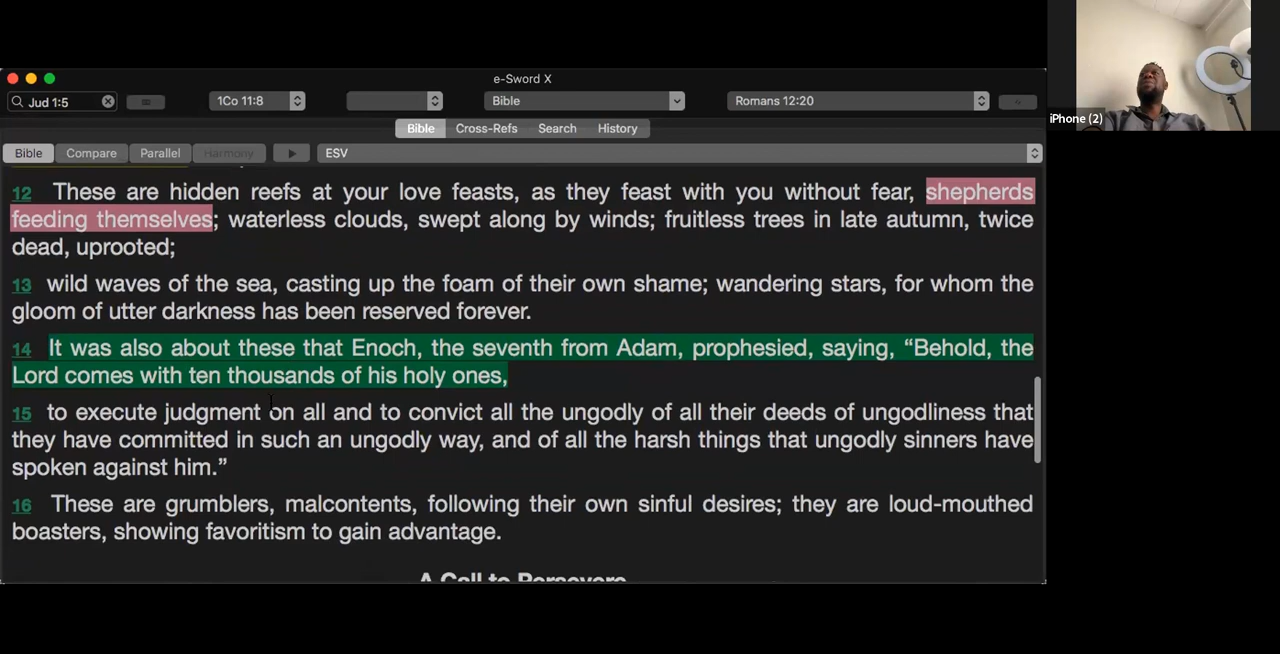 e-Sword X
Jud 1:5
1Co 11:8
Bible
Romans 12:20
iPhone (2)
Bible Cross-Refs Search History
Bible Compare Parallel Harmony ESV
12 These are hidden reefs at your love feasts, as they feast with you without fear, shepherds
feeding themselves; waterless clouds, swept along by winds; fruitless trees in late autumn, twice
dead, uprooted;
13 wild waves of the sea, casting up the foam of their own shame; wandering stars, for whom the
gloom of utter darkness has been reserved forever.
14 It was also about these that Enoch, the seventh from Adam, prophesied, saying, “Behold, the
Lord comes with ten thousands of his holy ones,
15 to execute judgment on all and to convict all the ungodly of all their deeds of ungodliness that
they have committed in such an ungodly way, and of all the harsh things that ungodly sinners have
spoken against him.”
16 These are grumblers, malcontents, following their own sinful desires; they are loud-mouthed
boasters, showing favoritism to gain advantage.
A Call to Persevere